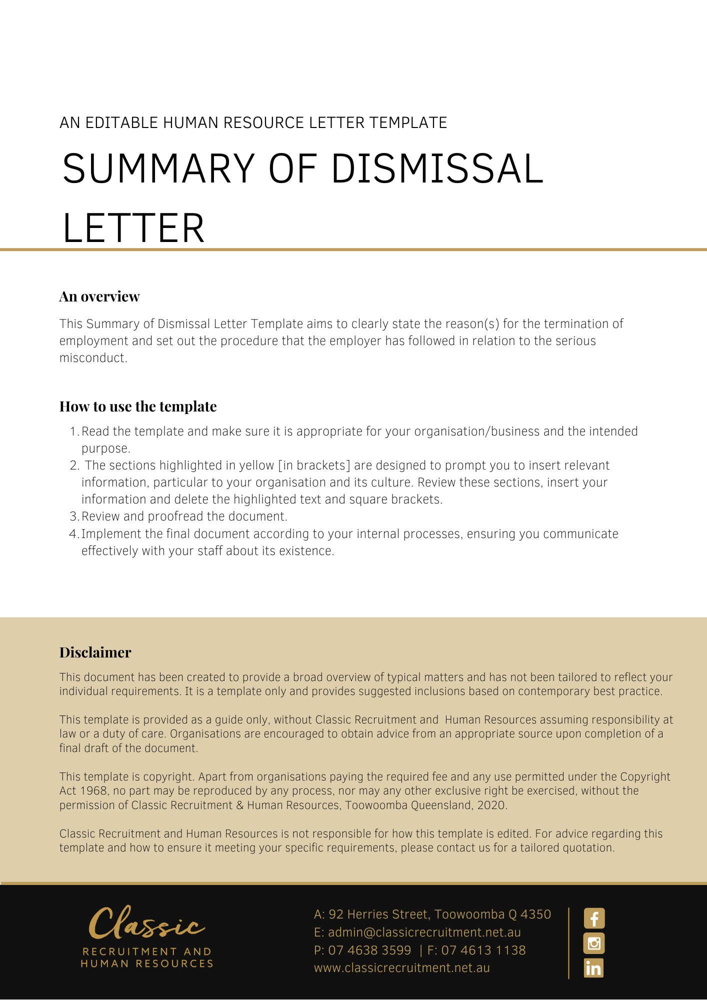 AN EDITABLE HUMAN RESOURCE LETTER TEMPLATE
SUMMARY OF DISMISSAL
LETTER
An overview
This Summary of Dismissal Letter Template aims to clearly state the reason(s) for the termination of
employment and set out the procedure that the employer has followed in relation to the serious
misconduct.
How to use the template
1. Read the template and make sure it is appropriate for your organisation/business and the intended
purpose.
2. The sections highlighted in yellow [in brackets] are designed to prompt you to insert relevant
information, particular to your organisation and its culture. Review these sections, insert your
information and delete the highlighted text and square brackets.
3. Review and proofread the document.
4. Implement the final document according to your internal processes, ensuring you communicate
effectively with your staff about its existence.
Disclaimer
This document has been created to provide a broad overview of typical matters and has not been tailored to reflect your
individual requirements. It is a template only and provides suggested inclusions based on contemporary best practice.
This template is provided as a guide only, without Classic Recruitment and Human Resources assuming responsibility at
law or a duty of care. Organisations are encouraged to obtain advice from an appropriate source upon completion of a
final draft of the document.
This template is copyright. Apart from organisations paying the required fee and any use permitted under the Copyright
Act 1968, no part may be reproduced by any process, nor may any other exclusive right be exercised, without the
permission of Classic Recruitment & Human Resources, Toowoomba Queensland, 2020.
Classic Recruitment and Human Resources is not responsible for how this template is edited. For advice regarding this
template and how to ensure it meeting your specific requirements, please contact us for a tailored quotation.
Classic
RECRUITMENT AND
HUMAN RESOURCES
A: 92 Herries Street, Toowoomba Q 4350
E: admin@classicrecruitment.net.au
P: 07 4638 3599 | F: 07 4613 1138
www.classicrecruitment.net.au
f
in